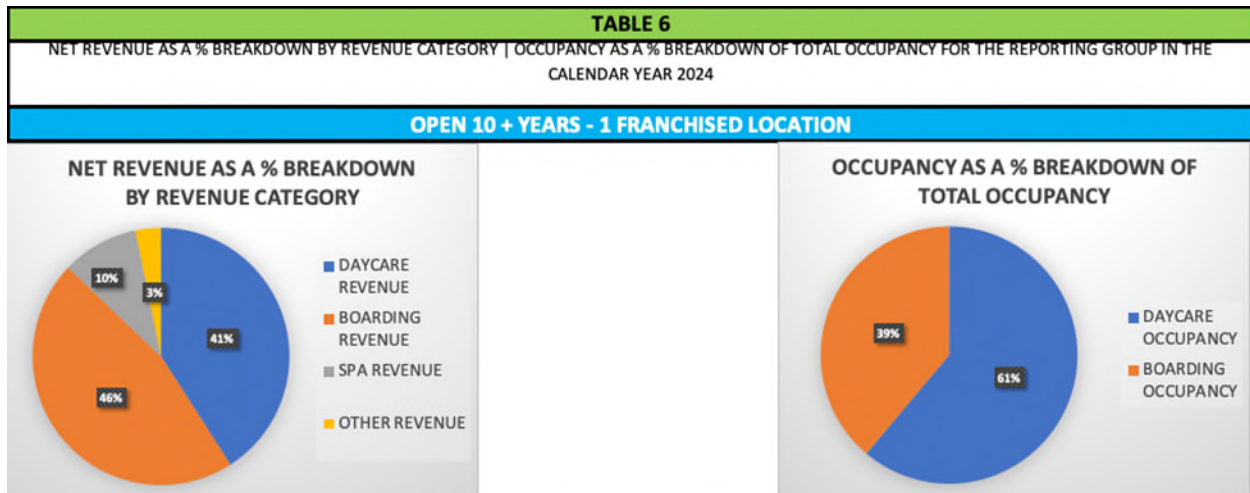 TABLE 6
NET REVENUE AS A % BREAKDOWN BY REVENUE CATEGORY | OCCUPANCY AS A % BREAKDOWN OF TOTAL OCCUPANCY FOR THE REPORTING GROUP IN THE
CALENDAR YEAR 2024
OPEN 10 + YEARS - 1 FRANCHISED LOCATION
NET REVENUE AS A % BREAKDOWN
BY REVENUE CATEGORY
10%
3%
41%
46%
DAYCARE
REVENUE
BOARDING
REVENUE
SPA REVENUE
OTHER REVENUE
OCCUPANCY AS A % BREAKDOWN OF
TOTAL OCCUPANCY
39%
61%
DAYCARE
OCCUPANCY
BOARDING
OCCUPANCY